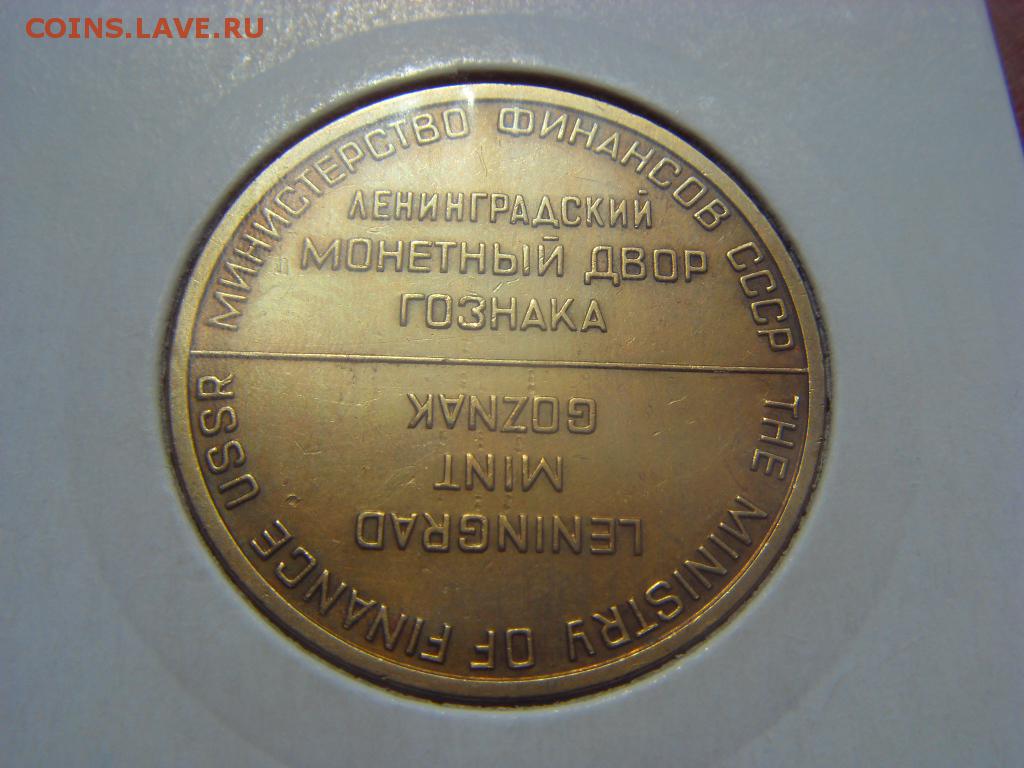 COINS.LAVE.RU
МИНИСТЕРСТВО ФИНАНСОВ СССР
ЛЕНИНГРАДСКИЙ
МОНЕТНЫЙ ДВОР
ГОЗНАКА
THE MINISTRY OF FINANCE USSR
LENINGRAD
MINT
GOZNAK